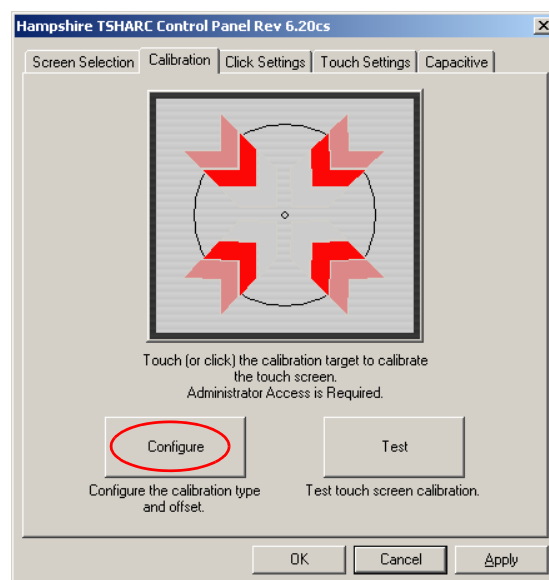 Hampshire TSHARC Control Panel Rev 6.20cs
Screen Selection Calibration Click Settings Touch Settings Capacitive
Touch (or click) the calibration target to calibrate
the touch screen.
Administrator Access is Required.
Configure Test
Configure the calibration type
and offset.
Test touch screen calibration.
OK Cancel Apply